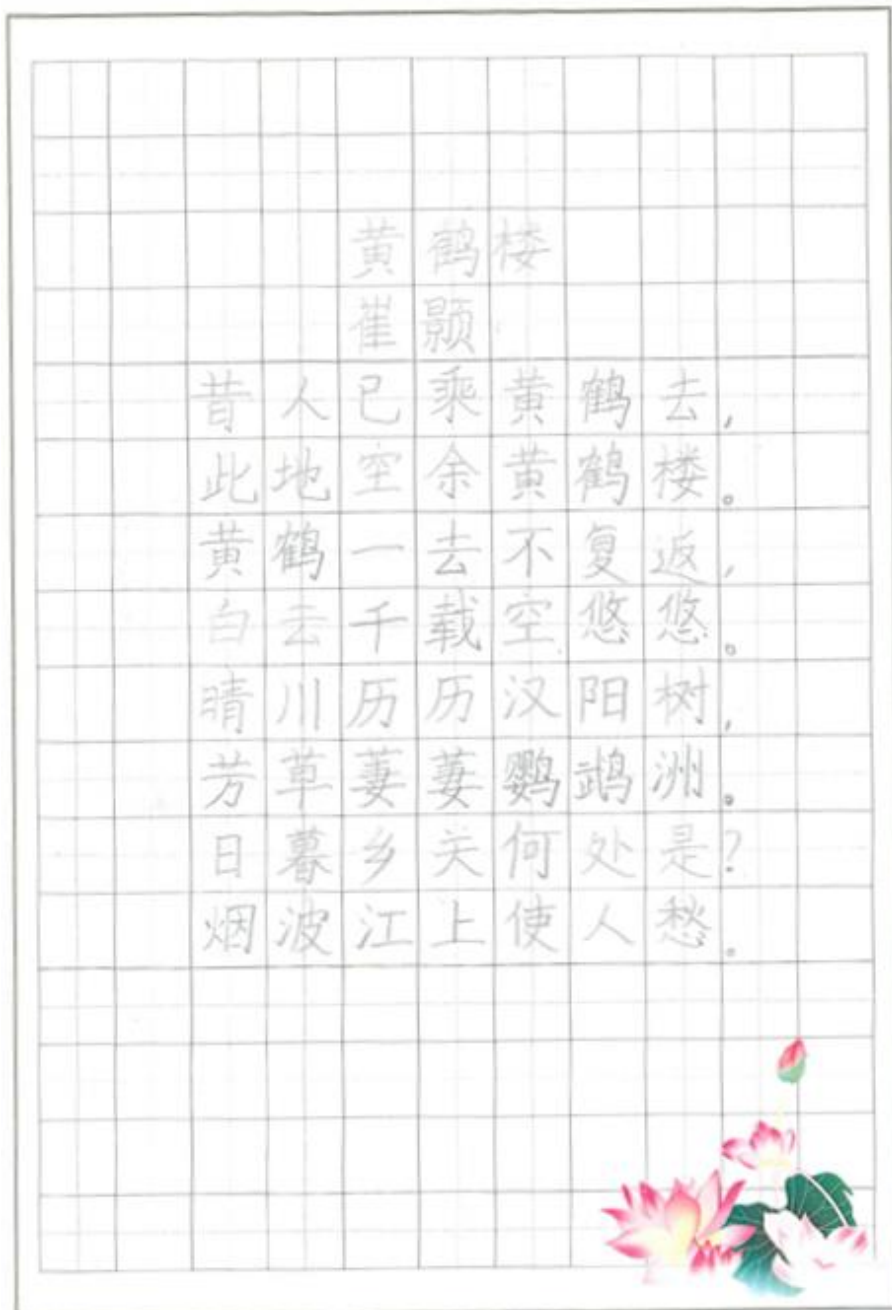 黄鹤楼
崔颢
昔人已乘黄鹤去，
此地空余黄鹤楼。
黄鹤一去不复返，
白云千载空悠悠。
晴川历历汉阳树，
芳草萋萋鹦鹉洲。
日暮乡关何处是？
烟波江上使人愁。